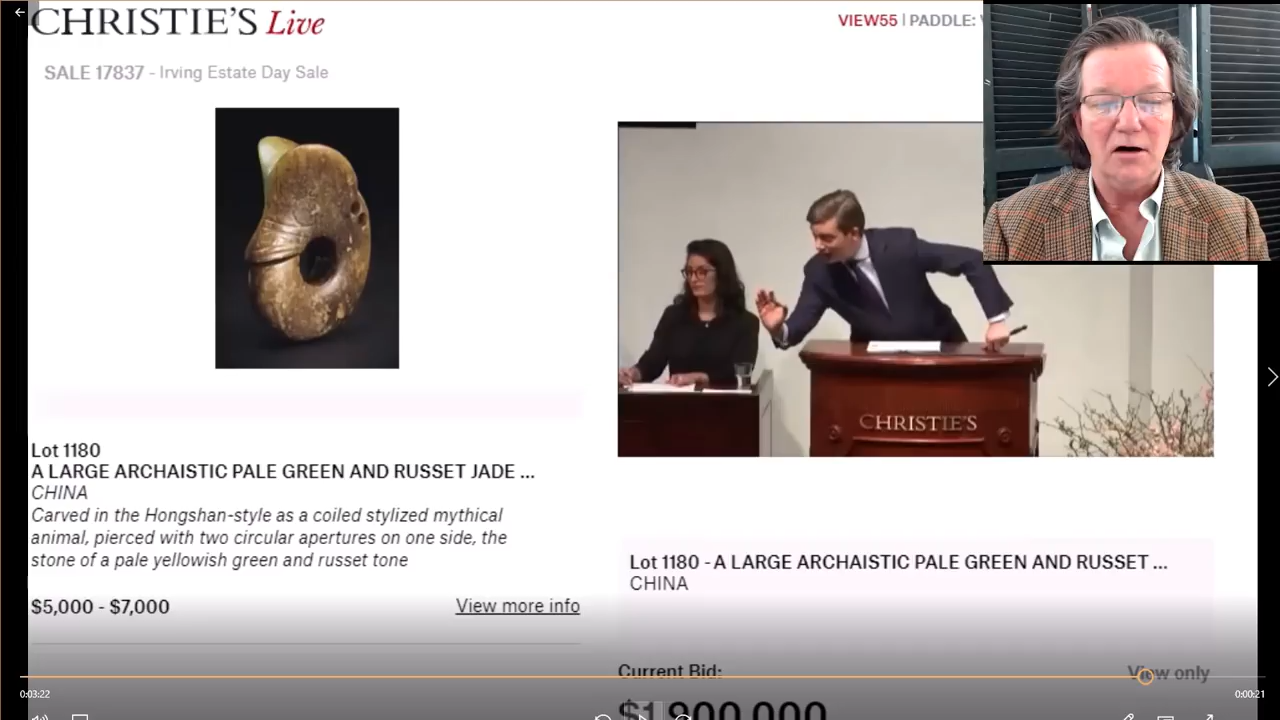 CHRISTIE'S Live
VIEW55 | PADDLE:
SALE 17837 - Irving Estate Day Sale
CHRISTIE'S
Lot 1180
A LARGE ARCHAISTIC PALE GREEN AND RUSSET JADE ...
CHINA
Carved in the Hongshan-style as a coiled stylized mythical
animal, pierced with two circular apertures on one side, the
stone of a pale yellowish green and russet tone
$5,000 - $7,000
View more info
Lot 1180 - A LARGE ARCHAISTIC PALE GREEN AND RUSSET ...
CHINA
Current Bid:
View only
$1,900,000
0:03:22
0:00:21